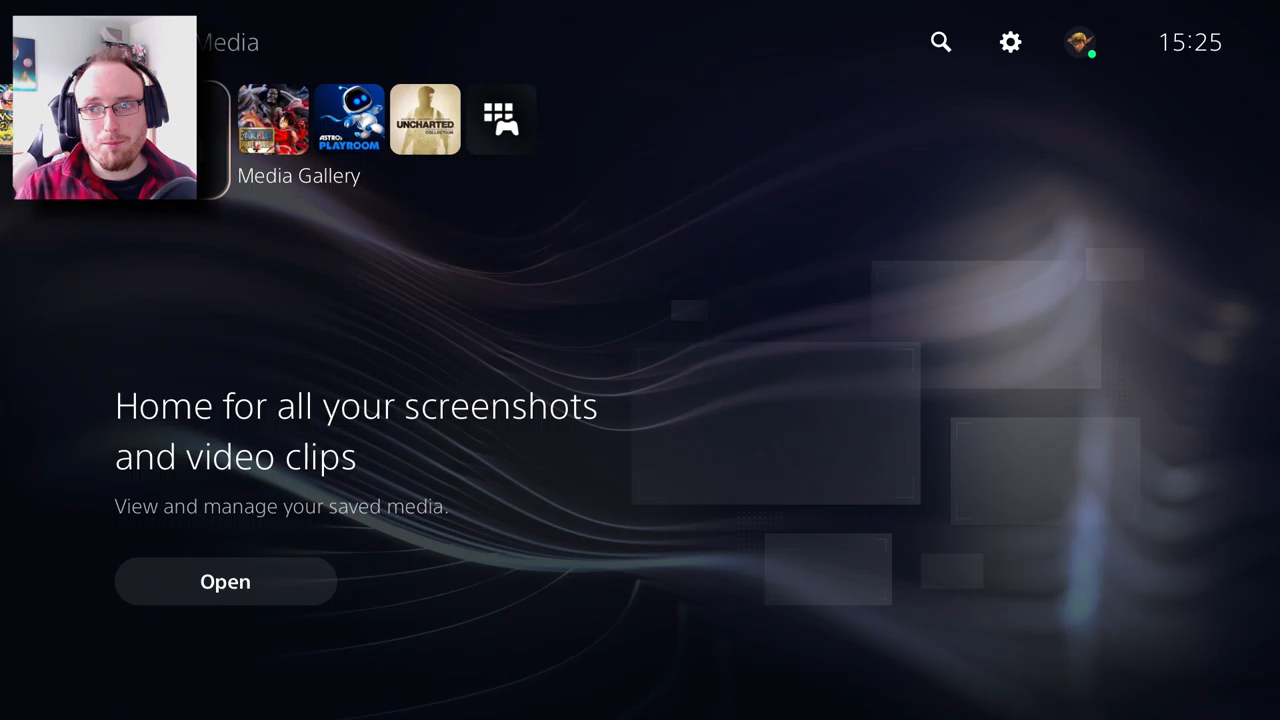 Media
15:25
ASTRO's
PLAYROOM
UNCHARTED
COLLECTION
Media Gallery
Home for all your screenshots
and video clips
View and manage your saved media.
Open